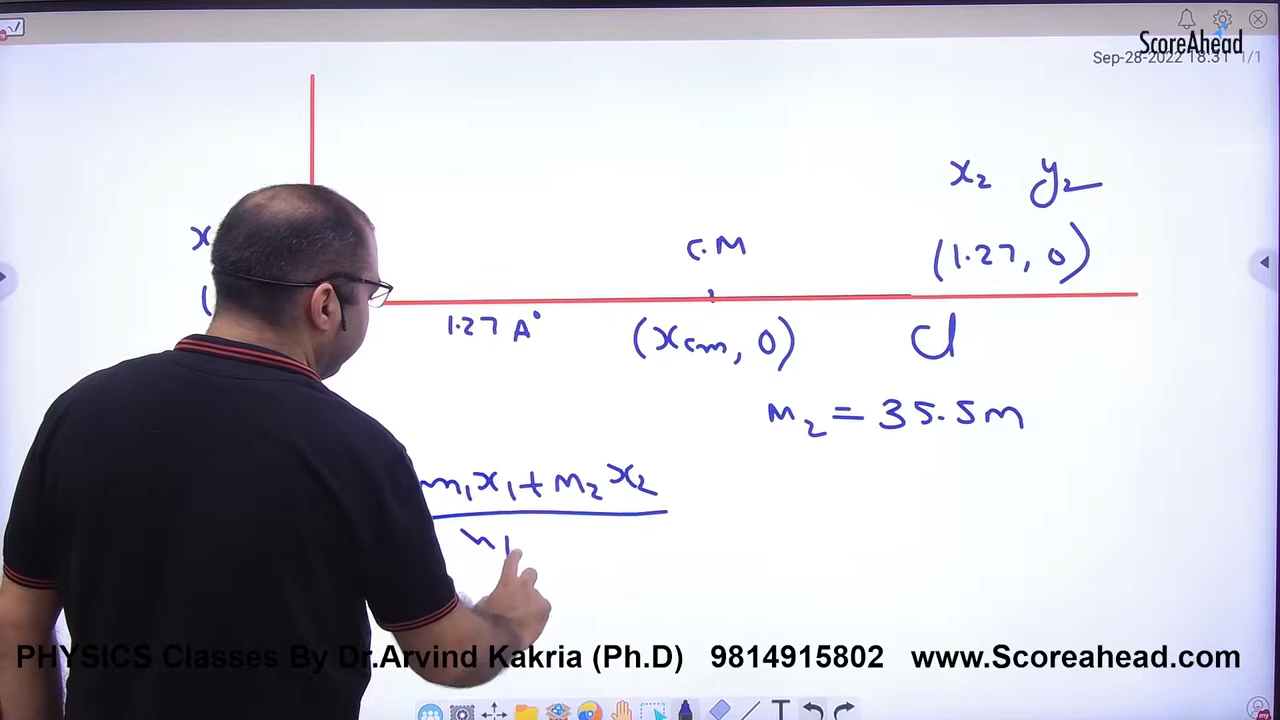 ScoreAhead
Sep-28-2022 18:31 1/1
x₂ y₂
x
C.M
(1.27, 0)
(
1.27 A°
(xcm, 0)
Cl
m₂ = 35.5m
m₁x₁ + m₂x₂
m₁
PHYSICS Classes By Dr.Arvind Kakria (Ph.D) 9814915802 www.Scoreahead.com